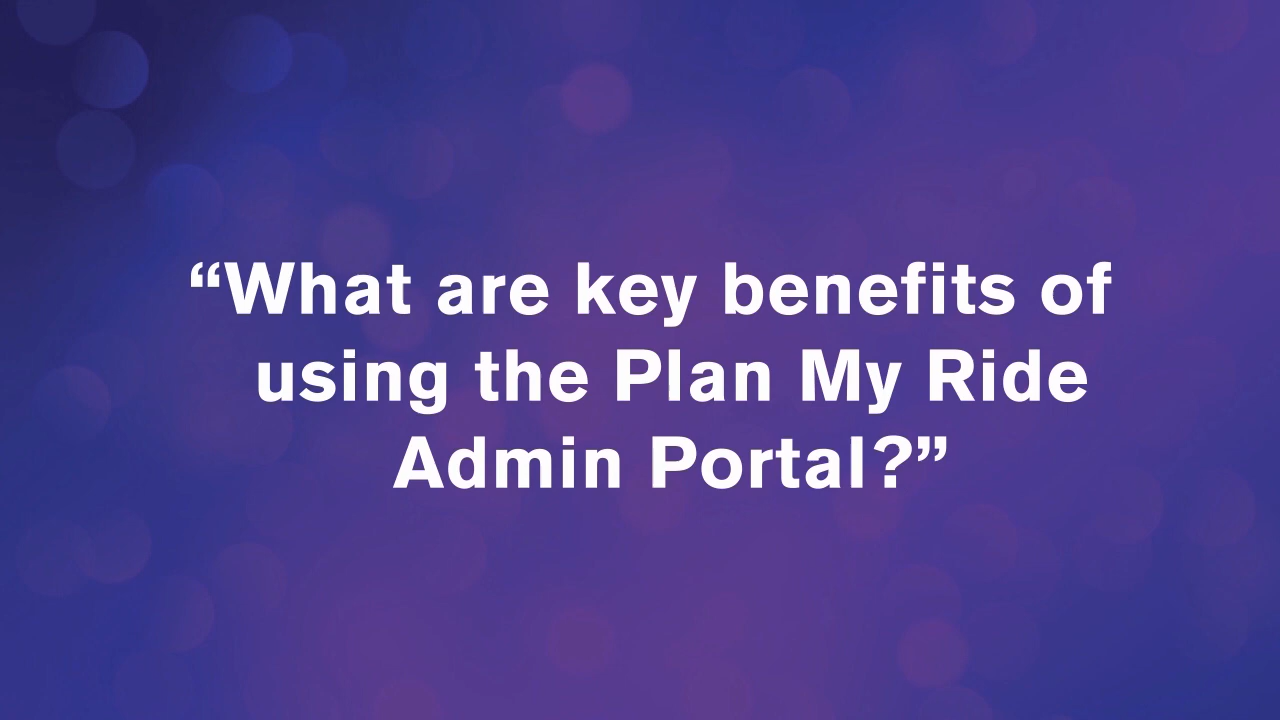 “What are key benefits of
using the Plan My Ride
Admin Portal?”